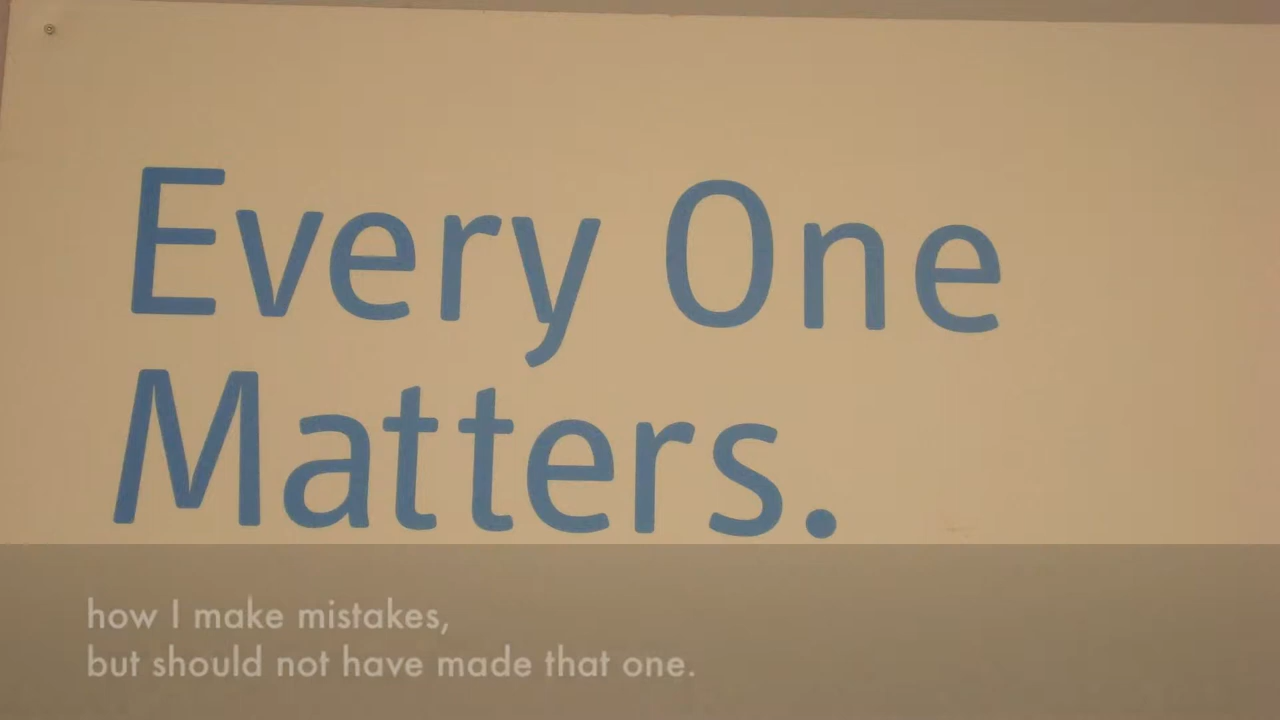 Every One
Matters.
how I make mistakes,
but should not have made that one.